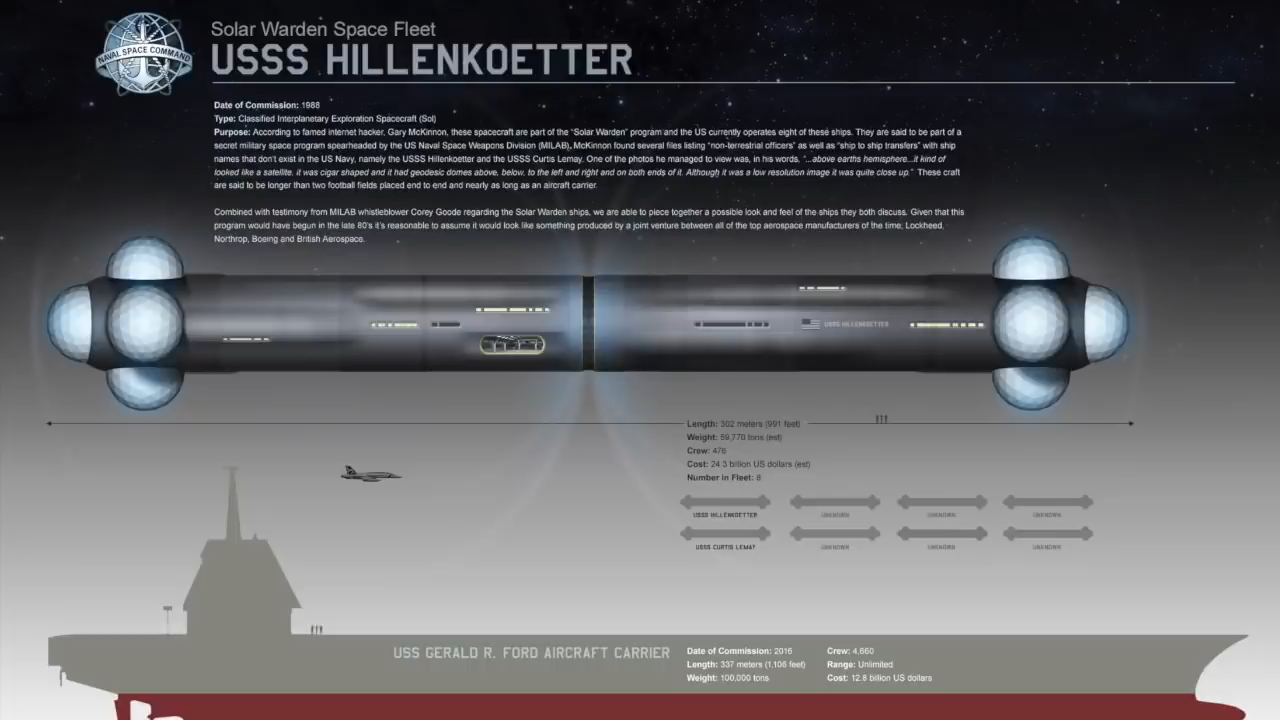 Solar Warden Space Fleet
USSS HILLENKOETTER
NAVAL SPACE COMMAND
Date of Commission: 1988
Type: Classified Interplanetary Exploration Spacecraft (Sol)
Purpose: According to famed internet hacker, Gary McKinnon, these spacecraft are part of the "Solar Warden" program and the US currently operates eight of these ships. They are said to be part of a
secret military space program spearheaded by the US Naval Space Weapons Division (MILAB), McKinnon found several files listing "non-terrestrial officers" as well as "ship to ship transfers" with ship
names that don't exist in the US Navy, namely the USSS Hillenkoetter and the USSS Curtis Lemay. One of the photos he managed to view was, in his words, "...above earths hemisphere...it kind of
looked like a satellite, it was cigar shaped and it had geodesic domes above, below, to the left and right and on both ends of it. Although it was a low resolution image it was quite close up." These craft
are said to be longer than two football fields placed end to end and nearly as long as an aircraft carrier.
Combined with testimony from MILAB whistleblower Corey Goode regarding the Solar Warden ships, we are able to piece together a possible look and feel of the ships they both discuss. Given that this
program would have begun in the late 80's it's reasonable to assume it would look like something produced by a joint venture between all of the top aerospace manufacturers of the time; Lockheed,
Northrop, Boeing and British Aerospace.
USSS HILLENKOETTER
Length: 302 meters (991 feet)
Weight: 59,770 tons (est)
Crew: 476
Cost: 24.3 billion US dollars (est)
Number in Fleet: 8
USSS HILLENKOETTER
UNKNOWN
UNKNOWN
UNKNOWN
USSS CURTIS LEMAY
UNKNOWN
UNKNOWN
UNKNOWN
USS GERALD R. FORD AIRCRAFT CARRIER
Date of Commission: 2016
Length: 337 meters (1,106 feet)
Weight: 100,000 tons
Crew: 4,660
Range: Unlimited
Cost: 12.8 billion US dollars